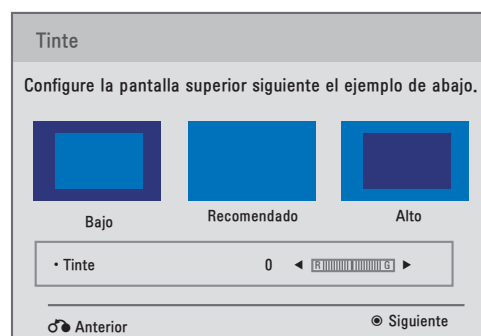 Tinte
Configure la pantalla superior siguiente el ejemplo de abajo.
Bajo Recomendado Alto
• Tinte 0 ◄ R G ►
Anterior ◉ Siguiente